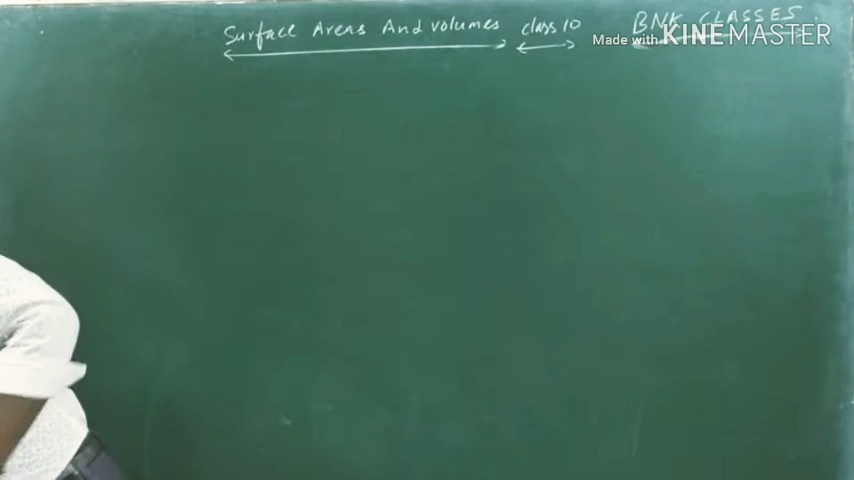 Surface Areas And volumes class 10 BNK CLASSES.
Made with KINEMASTER